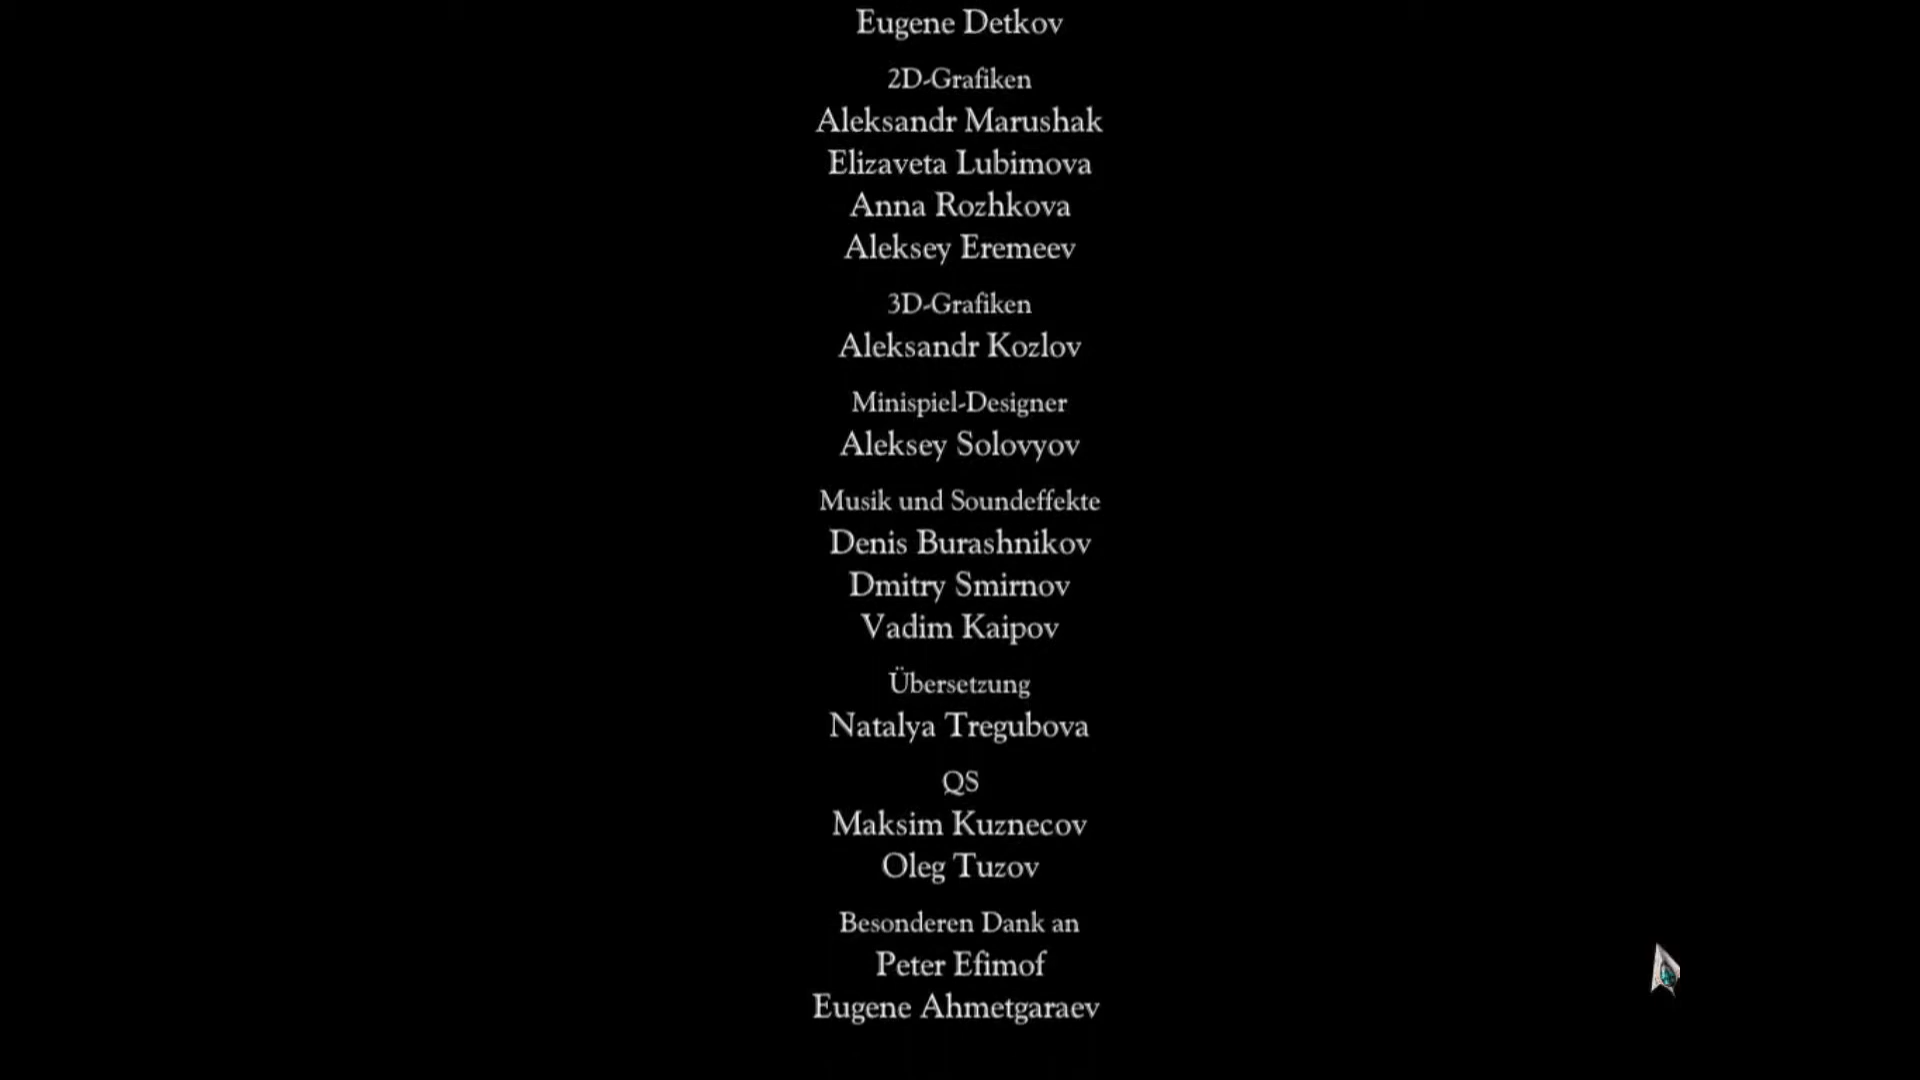 Eugene Detkov
2D-Grafiken
Aleksandr Marushak
Elizaveta Lubimova
Anna Rozhkova
Aleksey Eremeev
3D-Grafiken
Aleksandr Kozlov
Minispiel-Designer
Aleksey Solovyov
Musik und Soundeffekte
Denis Burashnikov
Dmitry Smirnov
Vadim Kaipov
Übersetzung
Natalya Tregubova
QS
Maksim Kuznecov
Oleg Tuzov
Besonderen Dank an
Peter Efimof
Eugene Ahmetgaraev